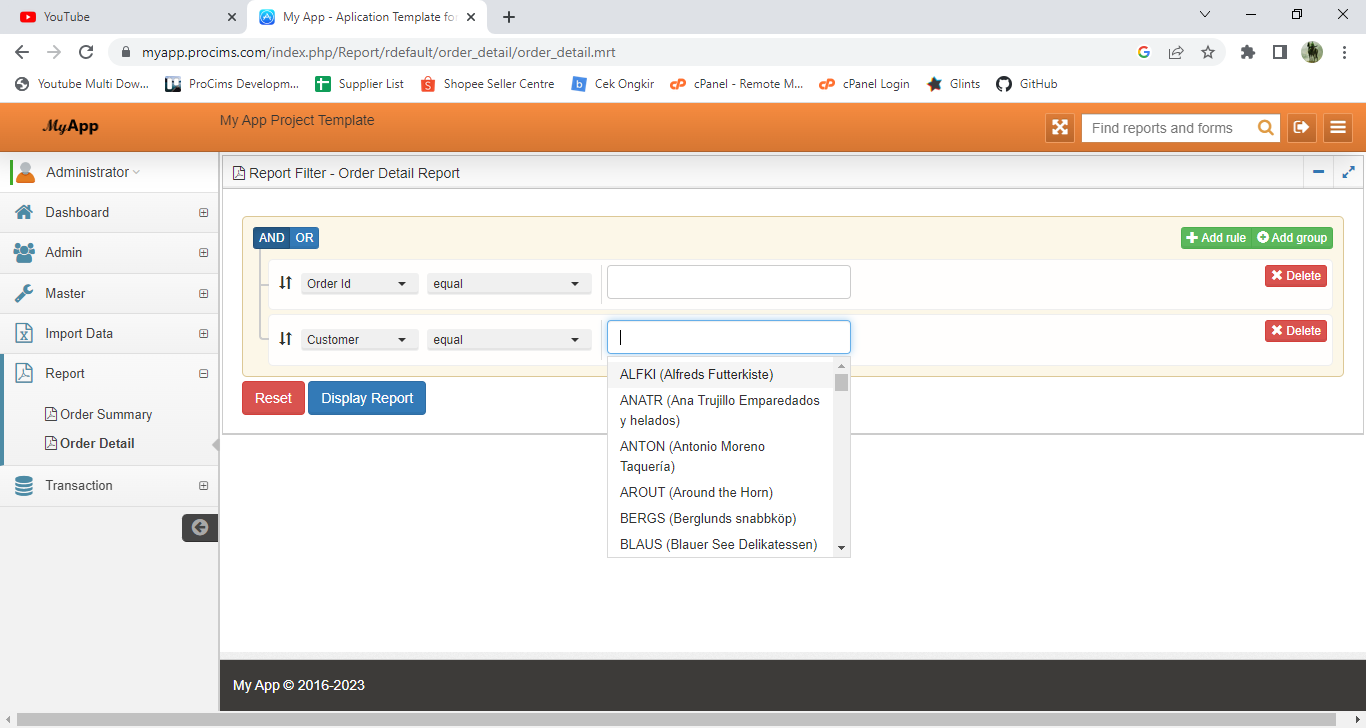 YouTube
My App - Aplication Template for
myapp.procims.com/index.php/Report/rdefault/order_detail/order_detail.mrt
Youtube Multi Dow...
ProCims Developm...
Supplier List
Shopee Seller Centre
Cek Ongkir
cPanel - Remote M...
cPanel Login
Glints
GitHub
MyApp
My App Project Template
Find reports and forms
Administrator
Dashboard
Admin
Master
Import Data
Report
Order Summary
Order Detail
Transaction
Report Filter - Order Detail Report
AND OR
Add rule Add group
Order Id equal Delete
Customer equal Delete
ALFKI (Alfreds Futterkiste)
ANATR (Ana Trujillo Emparedados
y helados)
ANTON (Antonio Moreno
Taquería)
AROUT (Around the Horn)
BERGS (Berglunds snabbköp)
BLAUS (Blauer See Delikatessen)
Reset Display Report
My App © 2016-2023